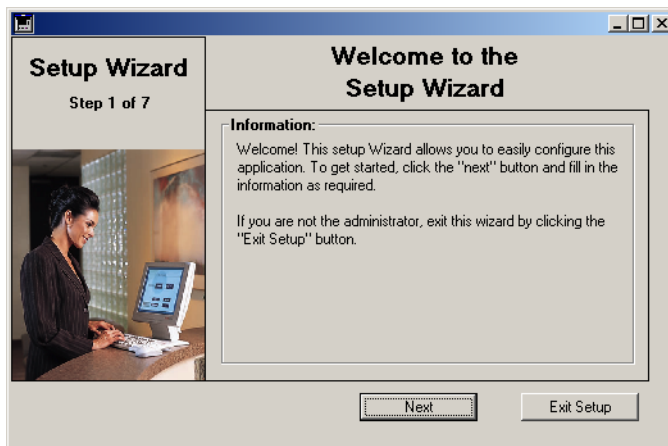 Setup Wizard
Step 1 of 7
Welcome to the
Setup Wizard
Information:
Welcome! This setup Wizard allows you to easily configure this
application. To get started, click the "next" button and fill in the
information as required.
If you are not the administrator, exit this wizard by clicking the
"Exit Setup" button.
Next
Exit Setup